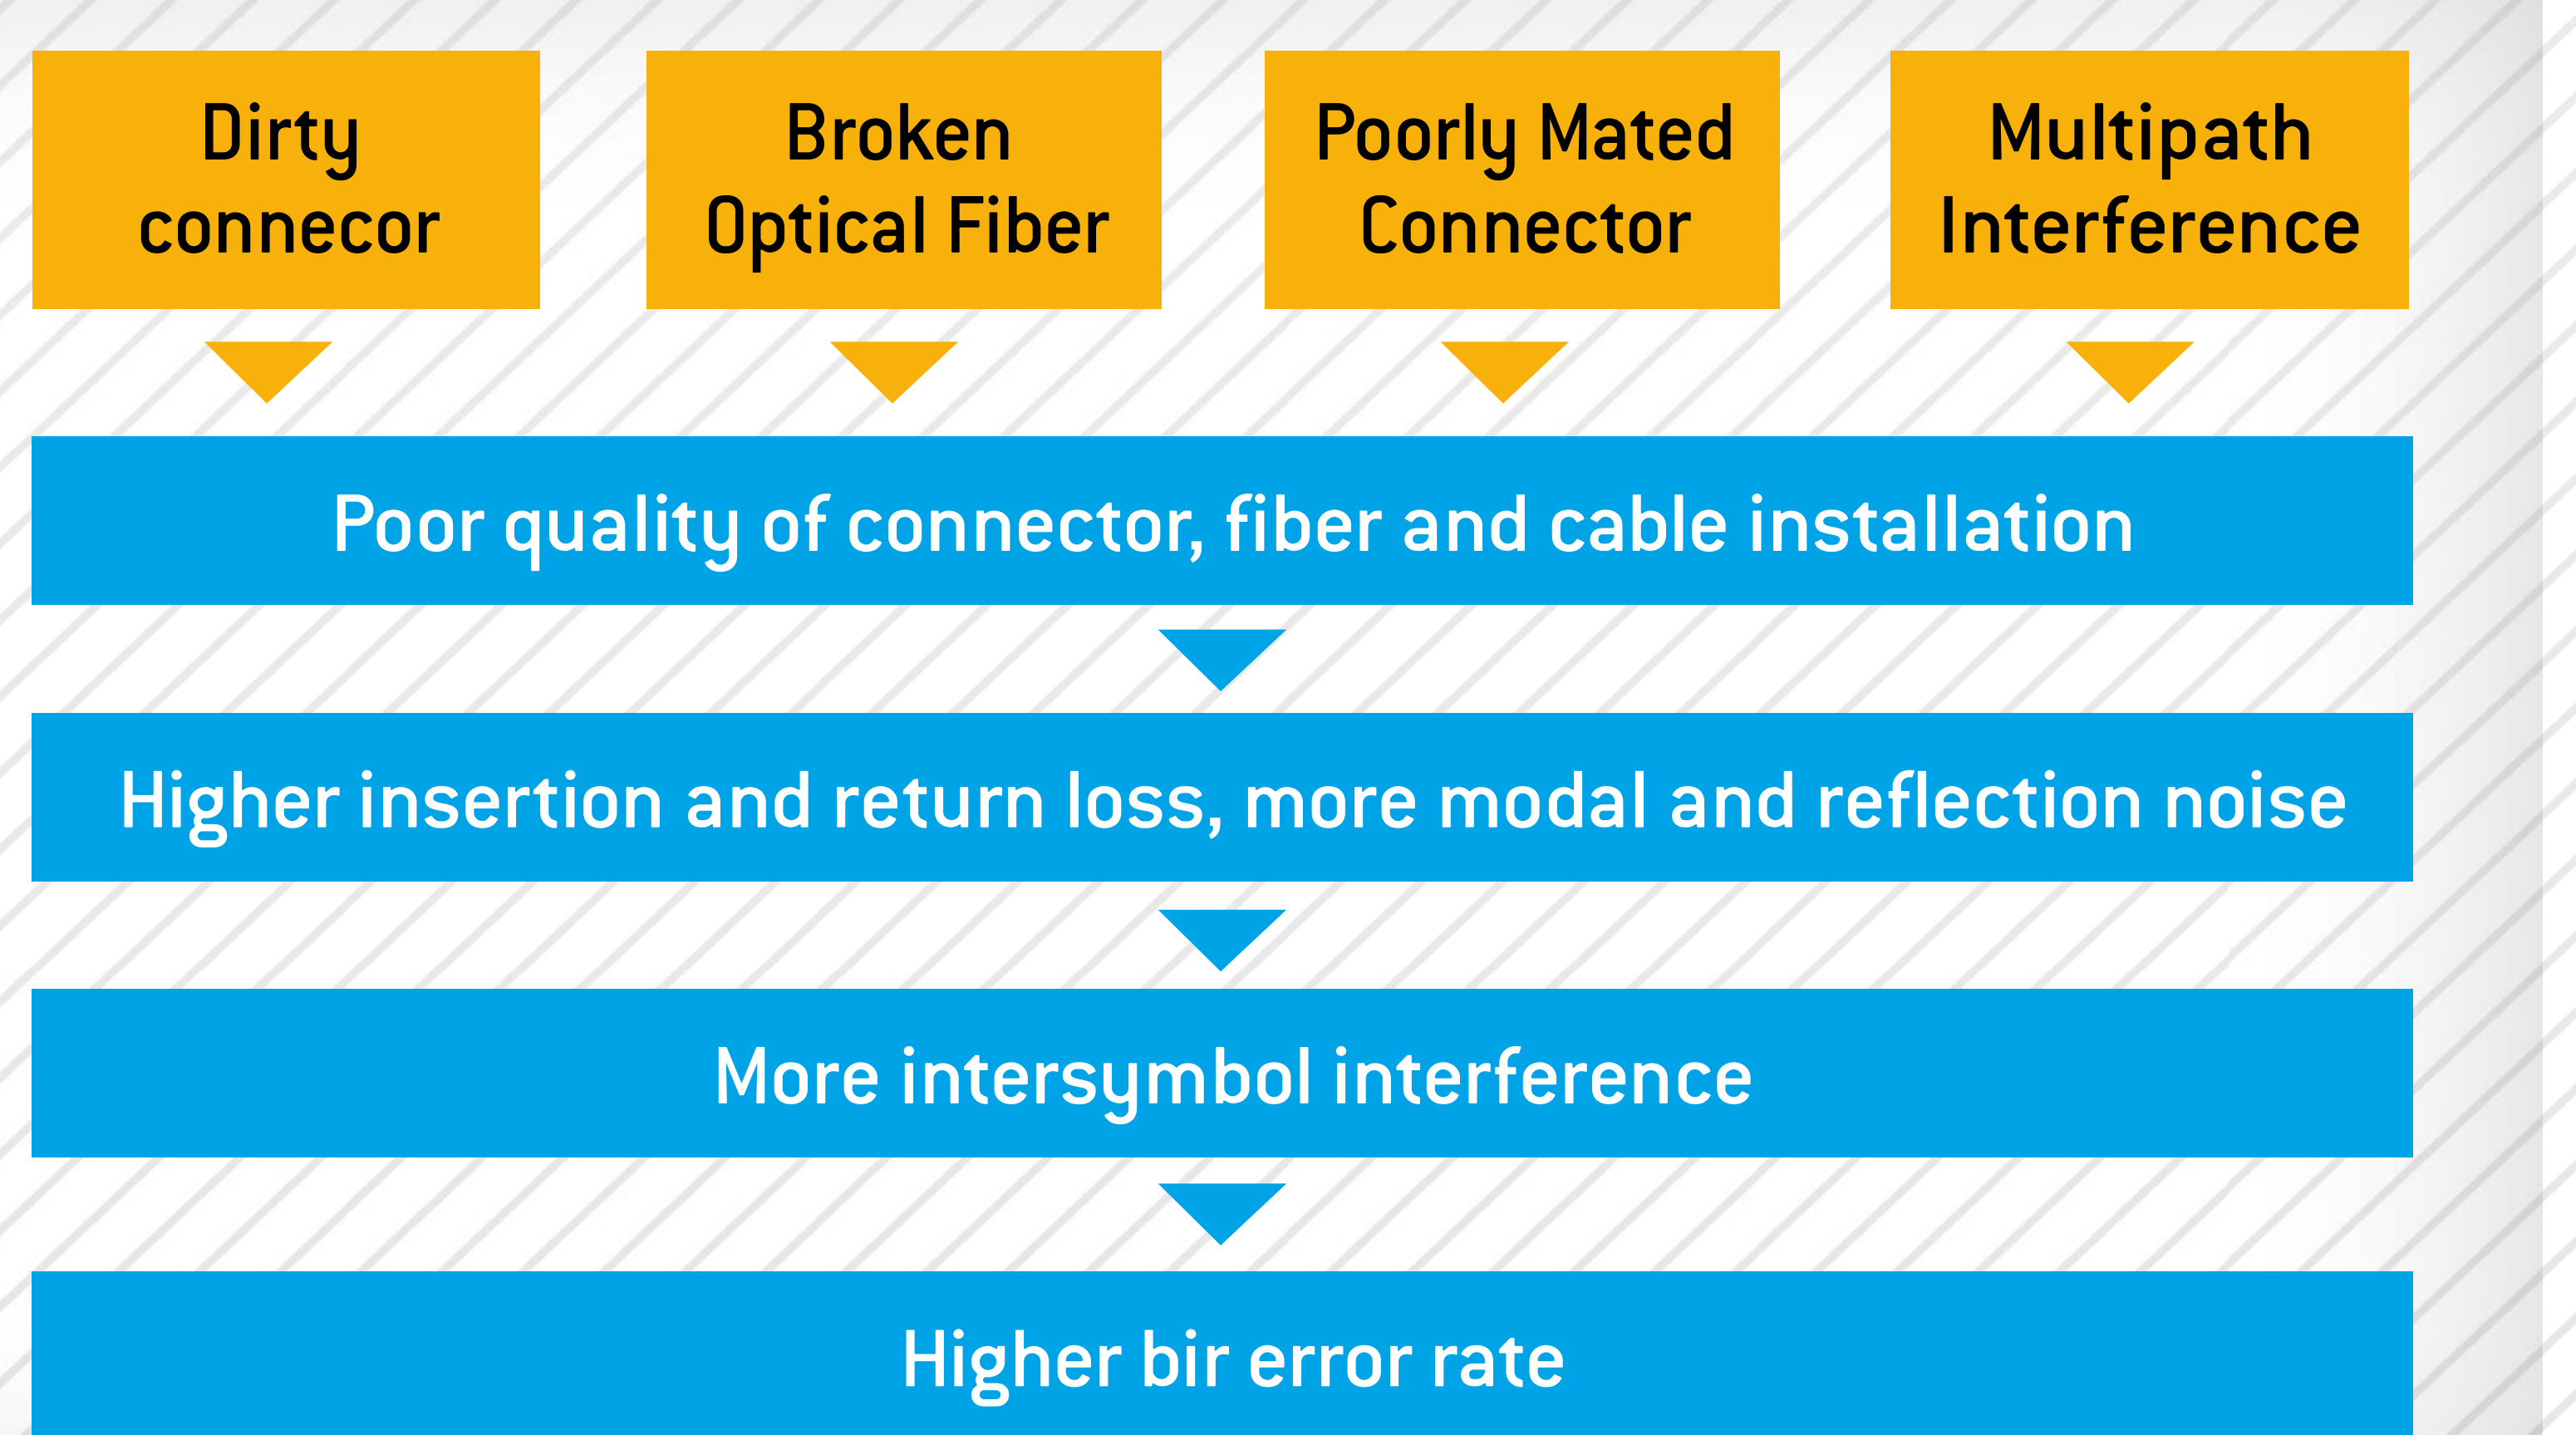 Dirty
connecor
Broken
Optical Fiber
Poorly Mated
Connector
Multipath
Interference
Poor quality of connector, fiber and cable installation
Higher insertion and return loss, more modal and reflection noise
More intersymbol interference
Higher bir error rate